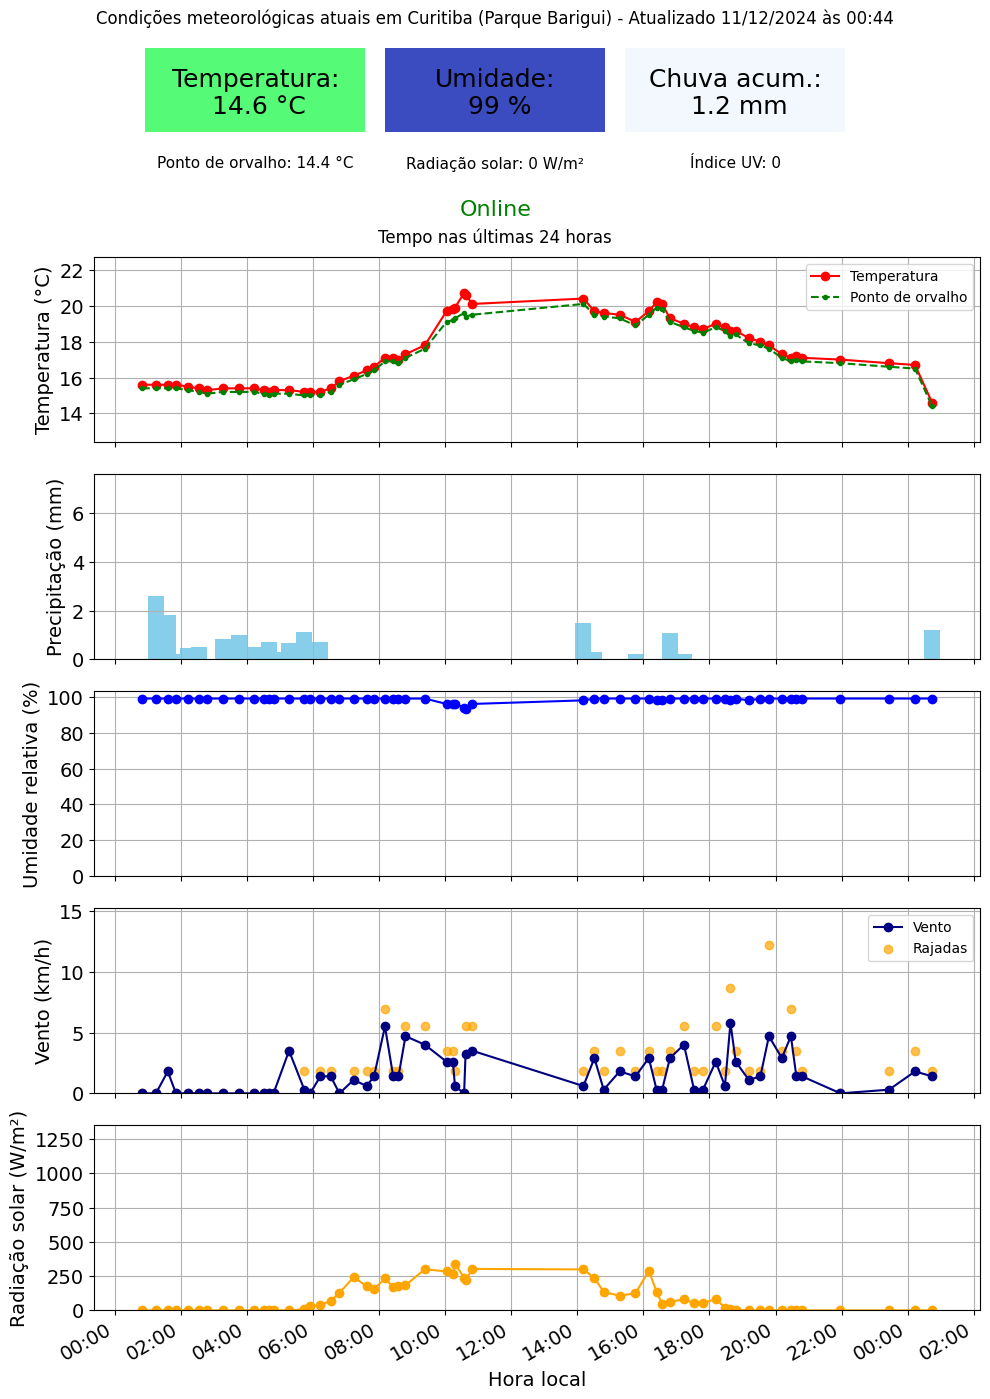 Condições meteorológicas atuais em Curitiba (Parque Barigui) - Atualizado 11/12/2024 às 00:44
Temperatura:
14.6 °C
Umidade:
99 %
Chuva acum.:
1.2 mm
Ponto de orvalho: 14.4 °C
Radiação solar: 0 W/m²
Índice UV: 0
Online
Tempo nas últimas 24 horas
Temperatura (°C)
22
20
18
16
14
Temperatura
Ponto de orvalho
Precipitação (mm)
6
4
2
0
Umidade relativa (%)
100
80
60
40
20
0
Vento (km/h)
15
10
5
0
Vento
Rajadas
Radiação solar (W/m²)
1250
1000
750
500
250
0
00:00
02:00
04:00
06:00
08:00
10:00
12:00
14:00
16:00
18:00
20:00
22:00
00:00
02:00
Hora local